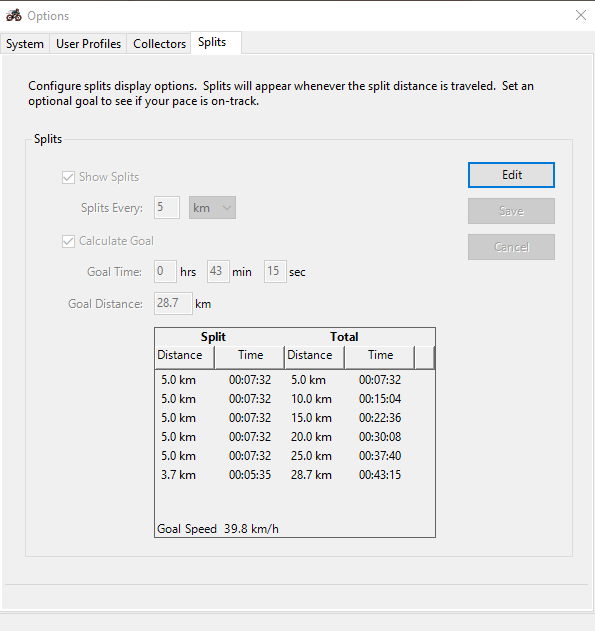 Options
System User Profiles Collectors Splits
Configure splits display options.  Splits will appear whenever the split distance is traveled.  Set an
optional goal to see if your pace is on-track.
Splits
Show Splits
Edit
Splits Every: 5 km
Save
Calculate Goal
Cancel
Goal Time: 0 hrs 43 min 15 sec
Goal Distance: 28.7 km
Split Total
Distance Time Distance Time
5.0 km 00:07:32 5.0 km 00:07:32
5.0 km 00:07:32 10.0 km 00:15:04
5.0 km 00:07:32 15.0 km 00:22:36
5.0 km 00:07:32 20.0 km 00:30:08
5.0 km 00:07:32 25.0 km 00:37:40
3.7 km 00:05:35 28.7 km 00:43:15
Goal Speed  39.8 km/h